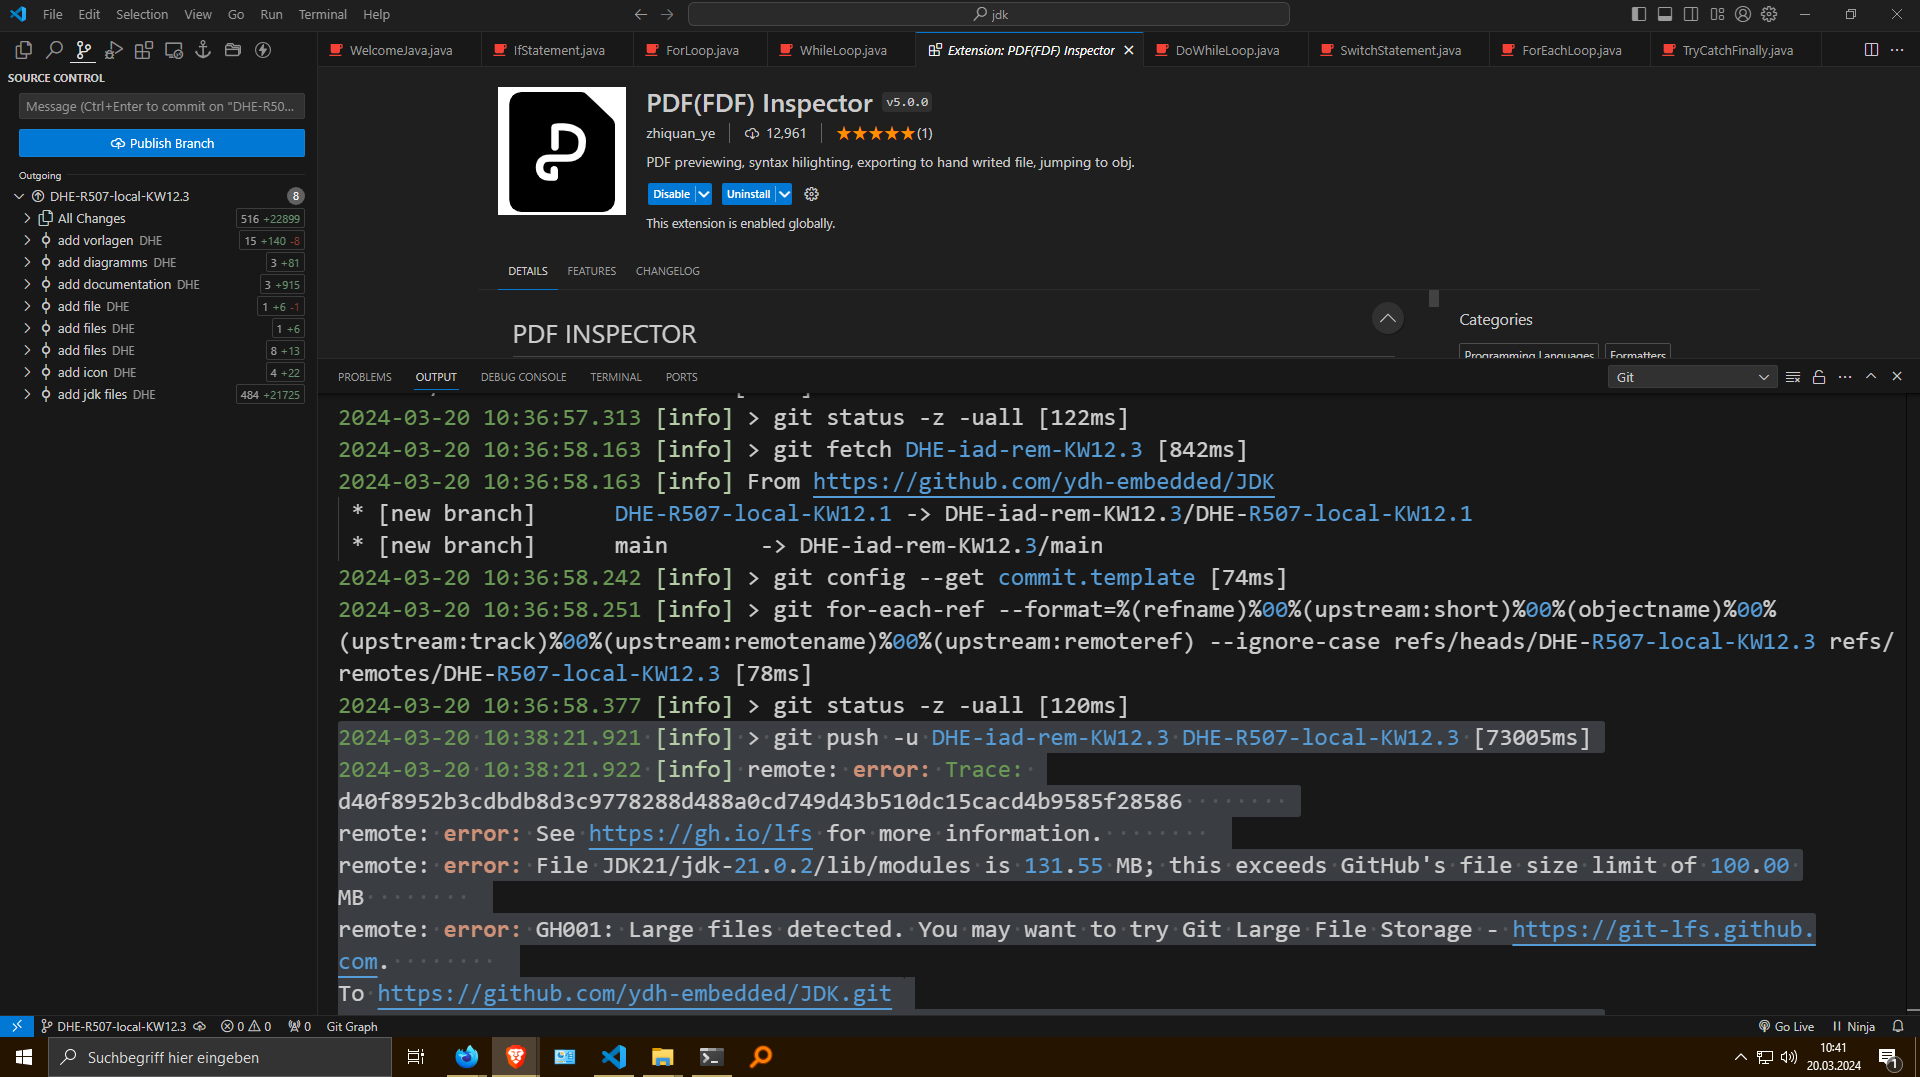 File Edit Selection View Go Run Terminal Help
jdk
SOURCE CONTROL
Message (Ctrl+Enter to commit on "DHE-R50...
Publish Branch
Outgoing
DHE-R507-local-KW12.3 8
All Changes 516 +22899
add vorlagen DHE 15 +140 -8
add diagramms DHE 3 +81
add documentation DHE 3 +915
add file DHE 1 +6 -1
add files DHE 1 +6
add files DHE 8 +13
add icon DHE 4 +22
add jdk files DHE 484 +21725
WelcomeJava.java IfStatement.java ForLoop.java WhileLoop.java Extension: PDF(FDF) Inspector DoWhileLoop.java SwitchStatement.java ForEachLoop.java TryCatchFinally.java
PDF(FDF) Inspector v5.0.0
zhiquan_ye 12,961 ★★★★★(1)
PDF previewing, syntax hilighting, exporting to hand writed file, jumping to obj.
Disable Uninstall
This extension is enabled globally.
DETAILS FEATURES CHANGELOG
PDF INSPECTOR
Categories
Programming Languages Formatters
PROBLEMS OUTPUT DEBUG CONSOLE TERMINAL PORTS Git
2024-03-20 10:36:57.313 [info] > git status -z -uall [122ms]
2024-03-20 10:36:58.163 [info] > git fetch DHE-iad-rem-KW12.3 [842ms]
2024-03-20 10:36:58.163 [info] From https://github.com/ydh-embedded/JDK
* [new branch] DHE-R507-local-KW12.1 -> DHE-iad-rem-KW12.3/DHE-R507-local-KW12.1
* [new branch] main -> DHE-iad-rem-KW12.3/main
2024-03-20 10:36:58.242 [info] > git config --get commit.template [74ms]
2024-03-20 10:36:58.251 [info] > git for-each-ref --format=%(refname)%00%(upstream:short)%00%(objectname)%00%
(upstream:track)%00%(upstream:remotename)%00%(upstream:remoteref) --ignore-case refs/heads/DHE-R507-local-KW12.3 refs/
remotes/DHE-R507-local-KW12.3 [78ms]
2024-03-20 10:36:58.377 [info] > git status -z -uall [120ms]
2024-03-20 10:38:21.921 [info] > git push -u DHE-iad-rem-KW12.3 DHE-R507-local-KW12.3 [73005ms]
2024-03-20 10:38:21.922 [info] remote: error: Trace:
d40f8952b3cdbdb8d3c9778288d488a0cd749d43b510dc15cacd4b9585f28586
remote: error: See https://gh.io/lfs for more information.
remote: error: File JDK21/jdk-21.0.2/lib/modules is 131.55 MB; this exceeds GitHub's file size limit of 100.00
MB
remote: error: GH001: Large files detected. You may want to try Git Large File Storage - https://git-lfs.github.
com.
To https://github.com/ydh-embedded/JDK.git
DHE-R507-local-KW12.3 0 0 0 Git Graph Go Live Ninja
Suchbegriff hier eingeben
10:41
20.03.2024
1